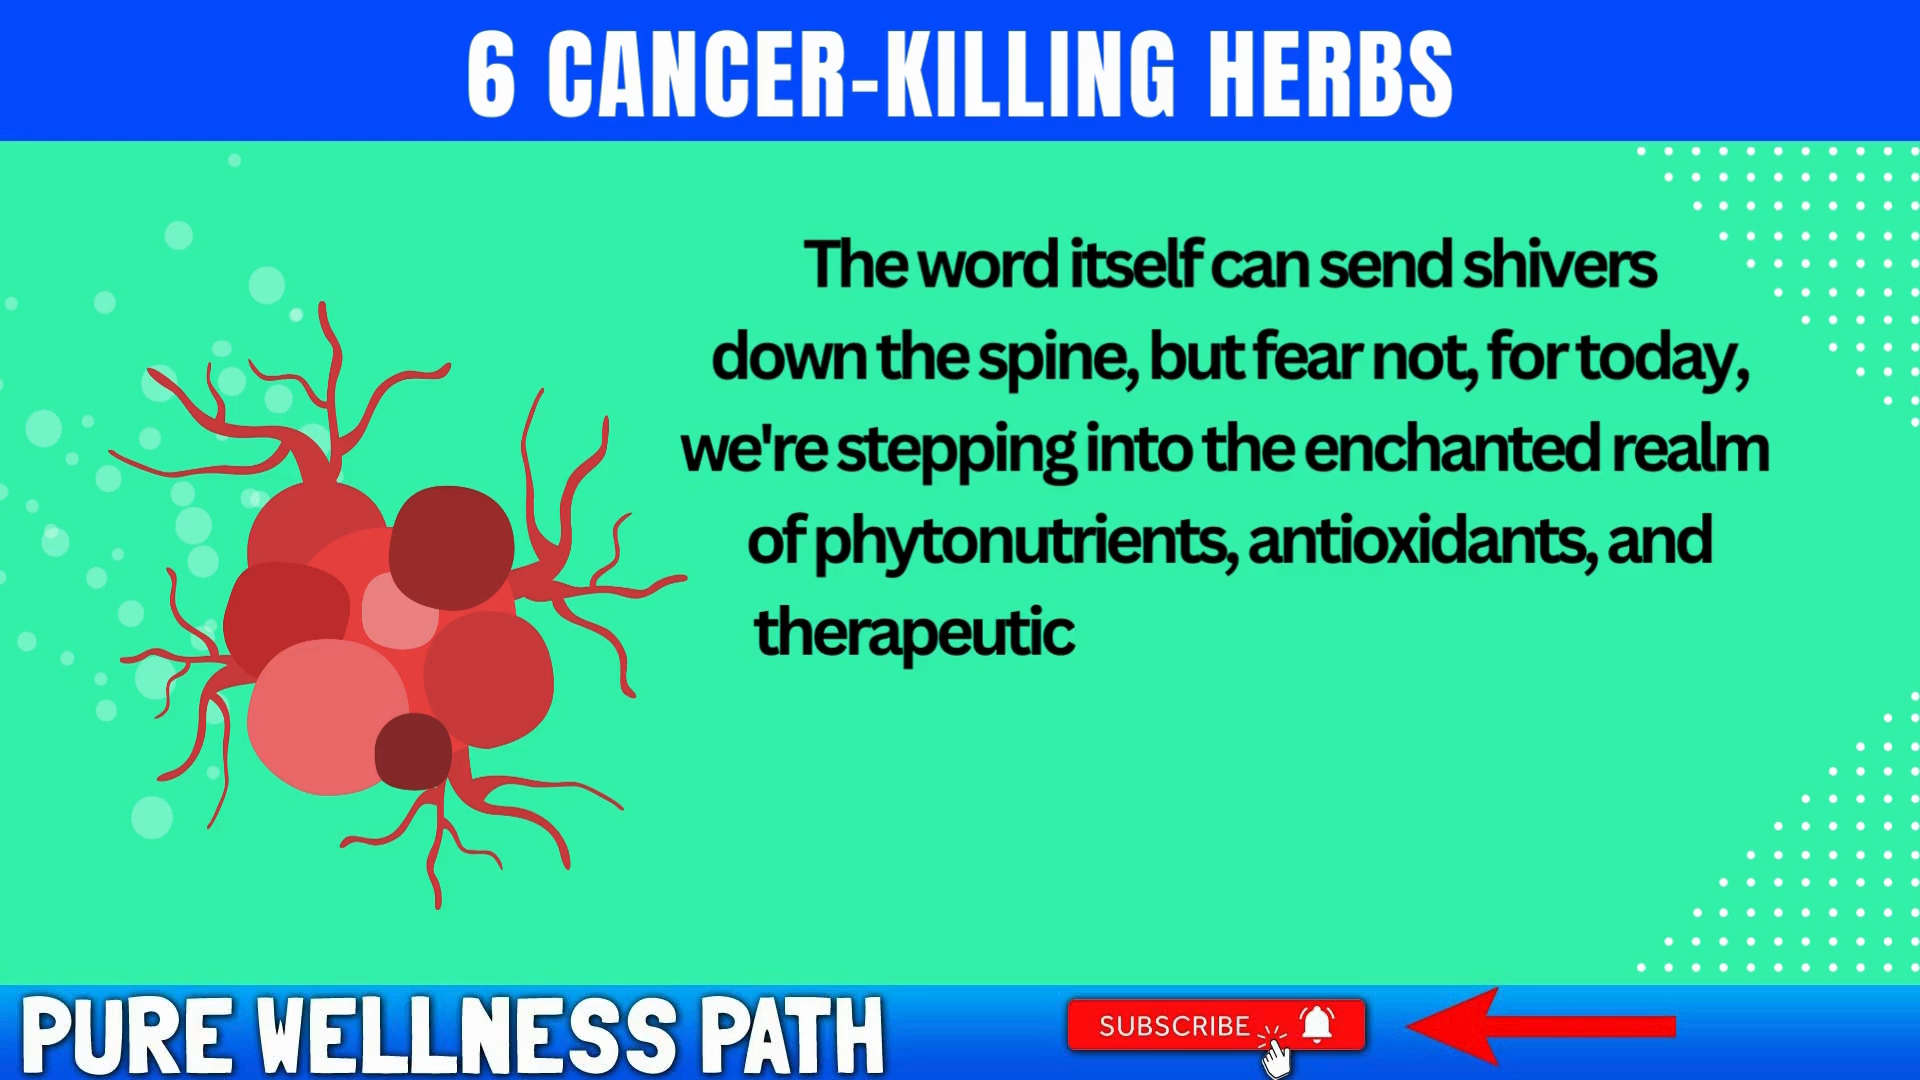 6 CANCER-KILLING HERBS
The word itself can send shivers
down the spine, but fear not, for today,
we're stepping into the enchanted realm
of phytonutrients, antioxidants, and
therapeutic
PURE WELLNESS PATH
SUBSCRIBE